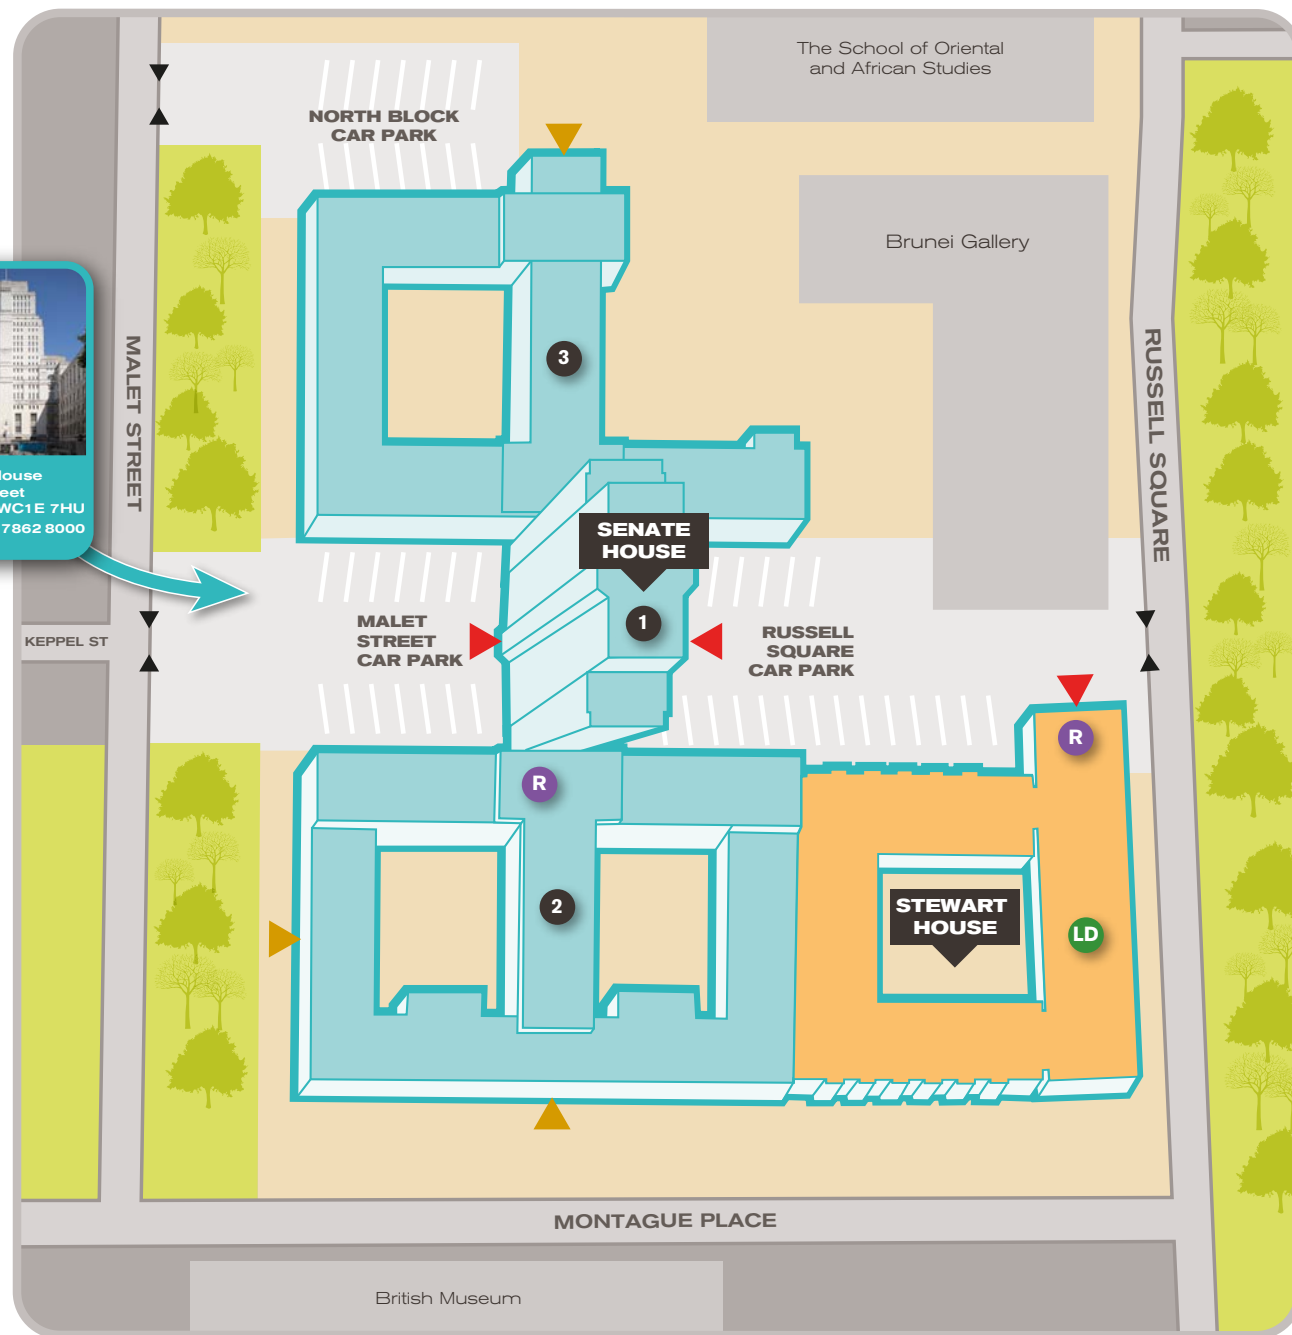 The School of Oriental
and African Studies
NORTH BLOCK
CAR PARK
Brunei Gallery
MALET STREET
RUSSELL SQUARE
3
WC1E 7HU
7862 8000
SENATE
HOUSE
1
KEPPEL ST
MALET
STREET
CAR PARK
RUSSELL
SQUARE
CAR PARK
R
R
2
STEWART
HOUSE
LD
MONTAGUE PLACE
British Museum